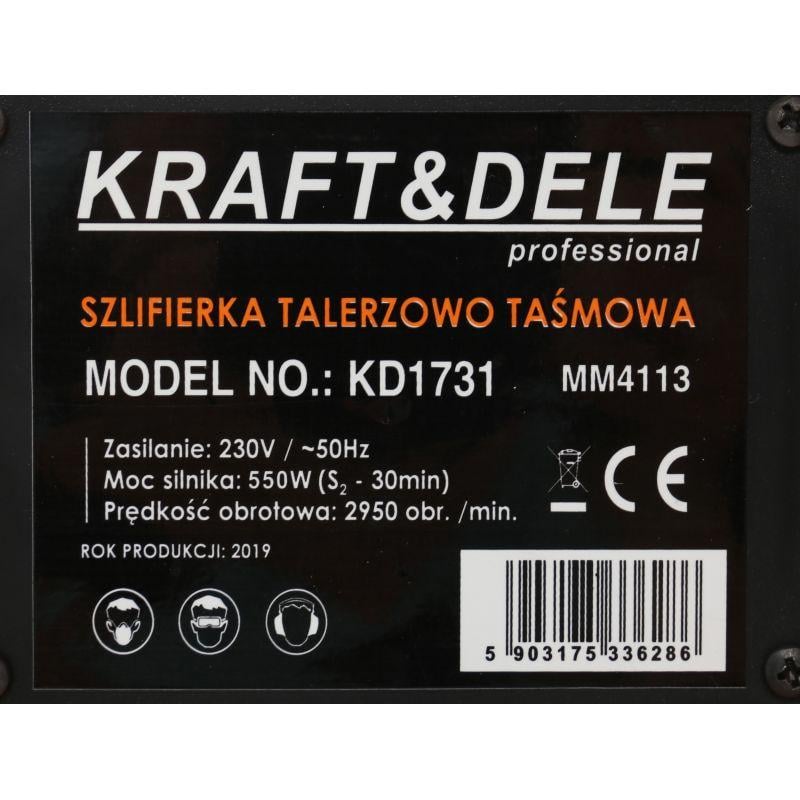 KRAFT&DELE
professional
SZLIFIERKA TALERZOWO TAŚMOWA
MODEL NO.: KD1731 MM4113
Zasilanie: 230V / ~50Hz
Moc silnika: 550W (S₂ - 30min)
Prędkość obrotowa: 2950 obr. /min.
CE
ROK PRODUKCJI: 2019
5 903175 336286